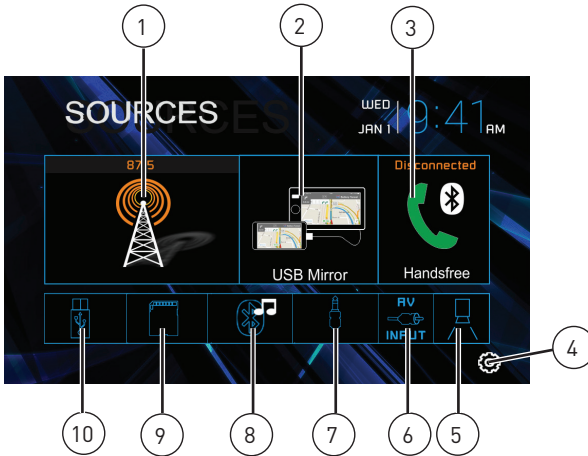 1 2 3
SOURCES
WED
JAN 1
9:41 AM
87.5
Disconnected
USB Mirror
Handsfree
AV
INPUT
4
10 9 8 7 6 5